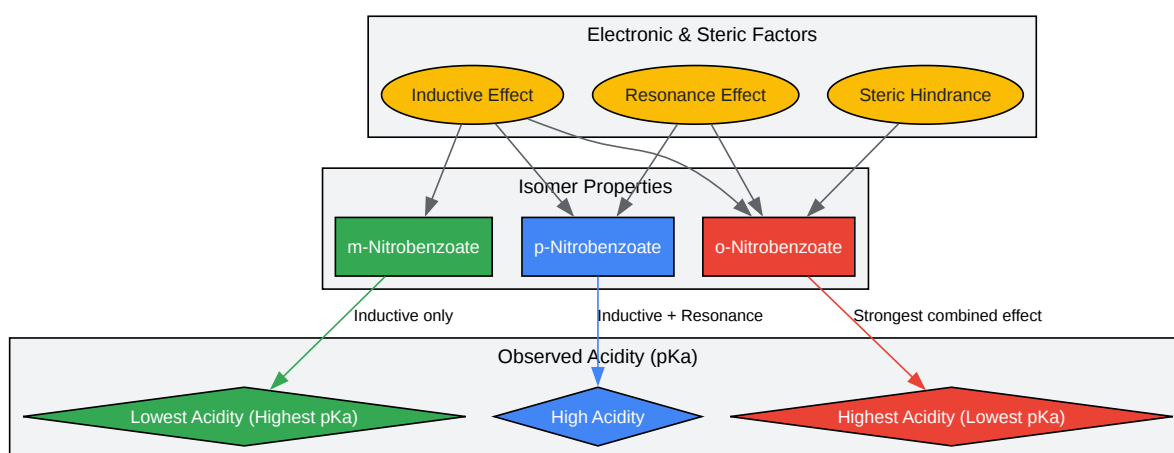 Electronic & Steric Factors
Inductive Effect
Resonance Effect
Steric Hindrance
Isomer Properties
m-Nitrobenzoate
p-Nitrobenzoate
o-Nitrobenzoate
Inductive only
Inductive + Resonance
Strongest combined effect
Observed Acidity (pKa)
Lowest Acidity (Highest pKa)
High Acidity
Highest Acidity (Lowest pKa)